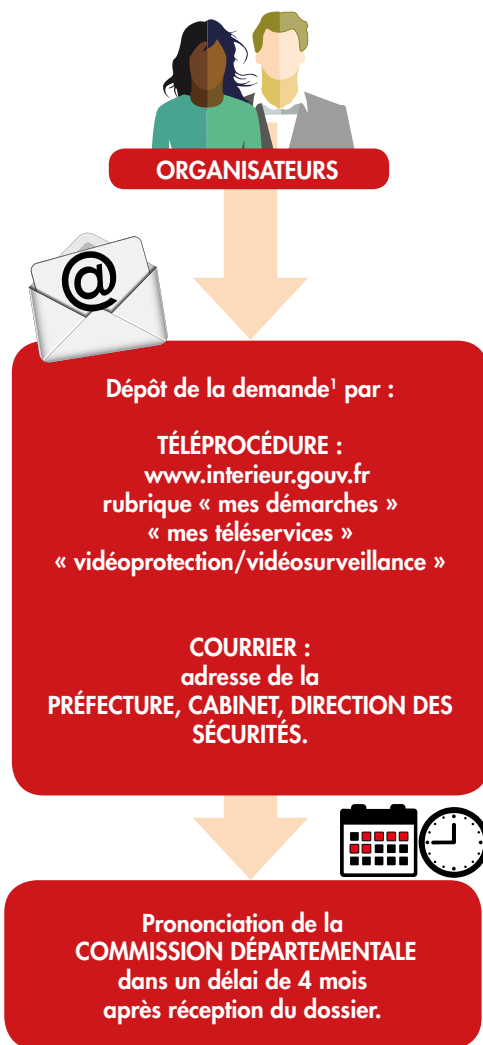 ORGANISATEURS
@
Dépôt de la demande¹ par :
TÉLÉPROCÉDURE :
www.interieur.gouv.fr
rubrique « mes démarches »
« mes téléservices »
« vidéoprotection/vidéosurveillance »
COURRIER :
adresse de la
PRÉFECTURE, CABINET, DIRECTION DES
SÉCURITÉS.
Prononciation de la
COMMISSION DÉPARTEMENTALE
dans un délai de 4 mois
après réception du dossier.